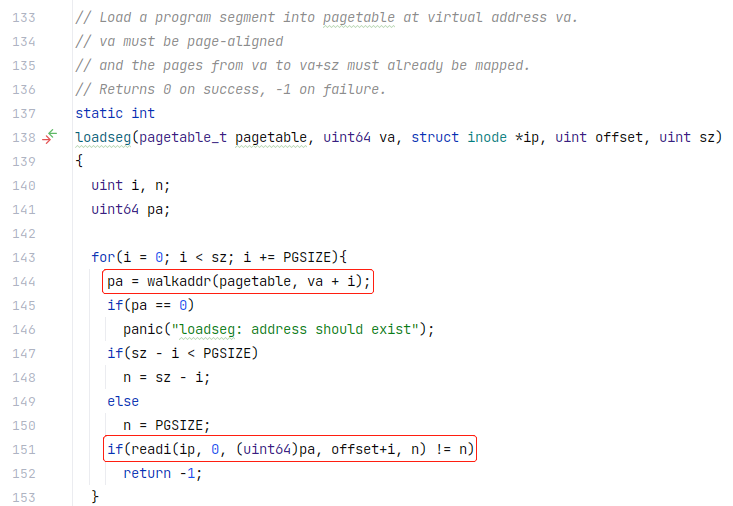 133 // Load a program segment into pagetable at virtual address va.
134 // va must be page-aligned
135 // and the pages from va to va+sz must already be mapped.
136 // Returns 0 on success, -1 on failure.
137 static int
138 loadseg(pagetable_t pagetable, uint64 va, struct inode *ip, uint offset, uint sz)
139 {
140   uint i, n;
141   uint64 pa;
142
143   for(i = 0; i < sz; i += PGSIZE){
144     pa = walkaddr(pagetable, va + i);
145     if(pa == 0)
146       panic("loadseg: address should exist");
147     if(sz - i < PGSIZE)
148       n = sz - i;
149     else
150       n = PGSIZE;
151     if(readi(ip, 0, (uint64)pa, offset+i, n) != n)
152       return -1;
153   }